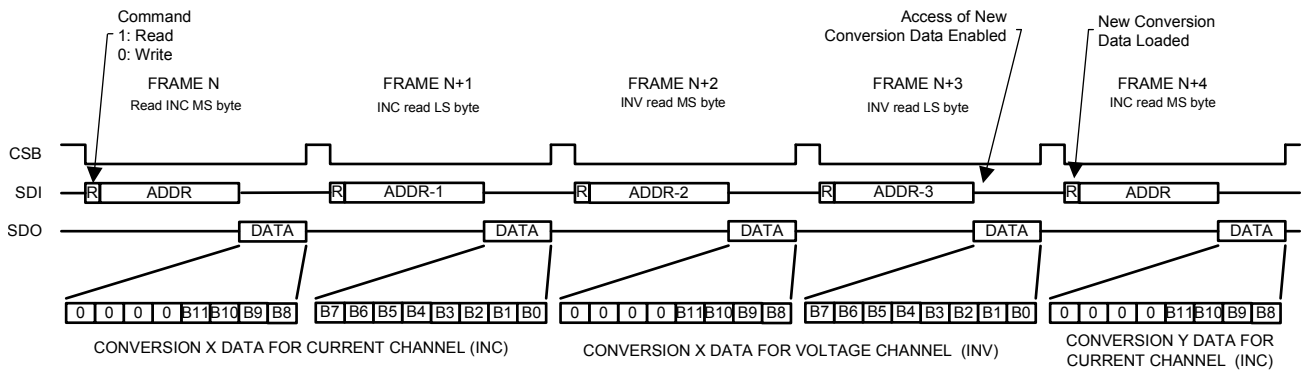 Command
1: Read
0: Write
Access of New
Conversion Data Enabled
New Conversion
Data Loaded
FRAME N
Read INC MS byte
FRAME N+1
INC read LS byte
FRAME N+2
INV read MS byte
FRAME N+3
INV read LS byte
FRAME N+4
INC read MS byte
CSB
SDI
R ADDR R ADDR-1 R ADDR-2 R ADDR-3 R ADDR
SDO
DATA DATA DATA DATA DATA
0 0 0 0 B11 B10 B9 B8
B7 B6 B5 B4 B3 B2 B1 B0
0 0 0 0 B11 B10 B9 B8
B7 B6 B5 B4 B3 B2 B1 B0
0 0 0 0 B11 B10 B9 B8
CONVERSION X DATA FOR CURRENT CHANNEL (INC)
CONVERSION X DATA FOR VOLTAGE CHANNEL (INV)
CONVERSION Y DATA FOR
CURRENT CHANNEL (INC)